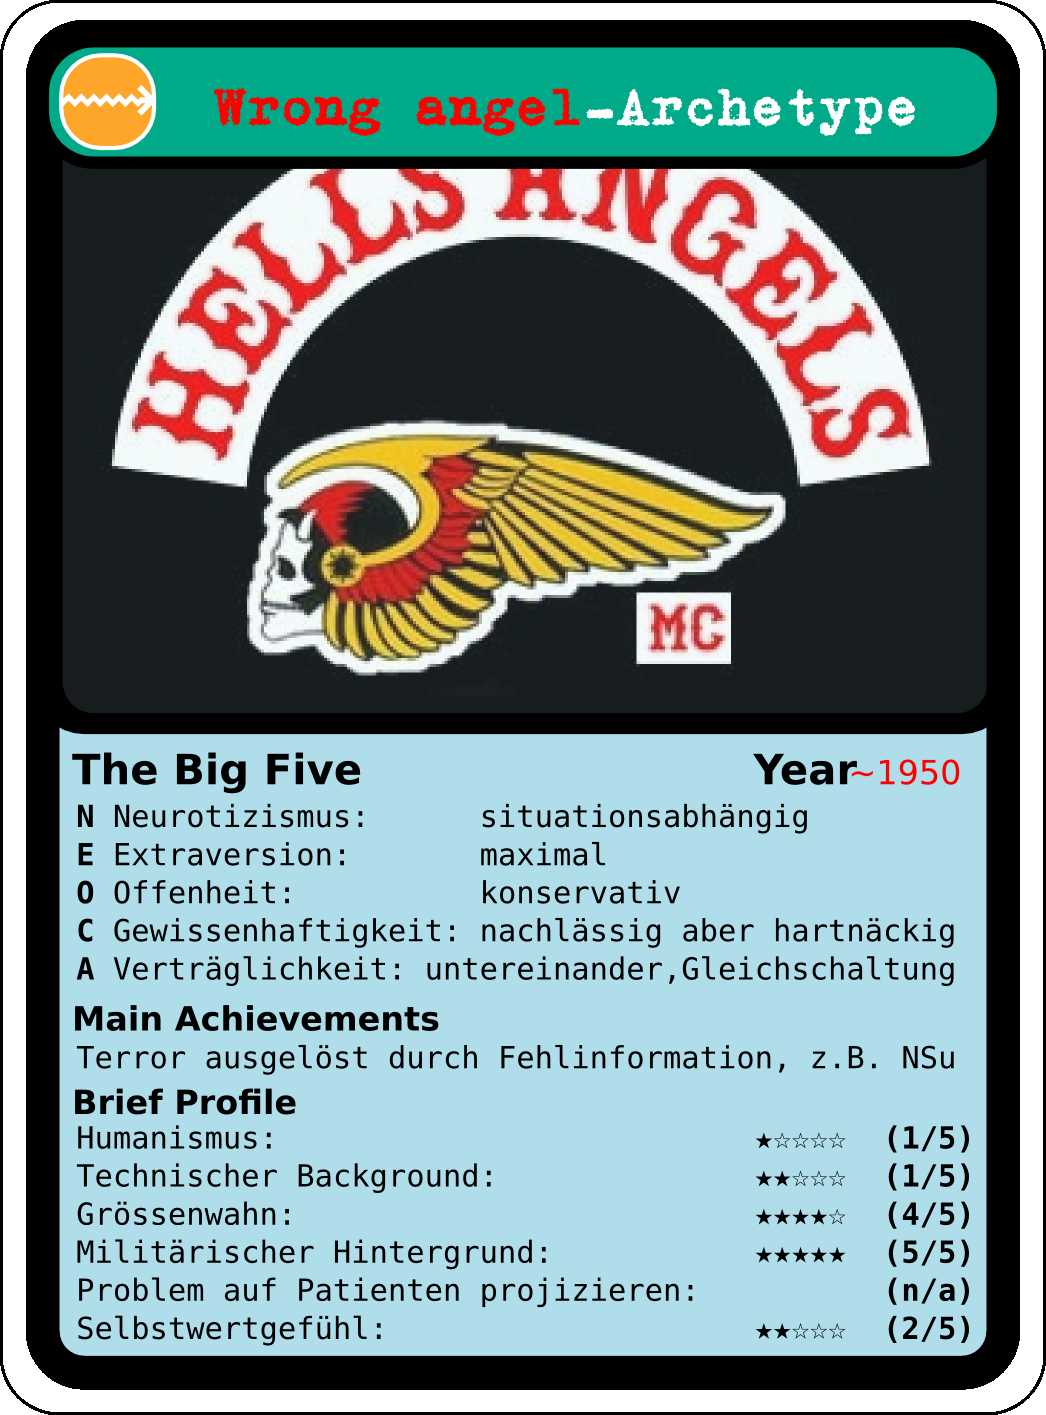 Wrong angel-Archetype
HELLS ANGELS
MC
The Big Five Year~1950
N Neurotizismus: situationsabhängig
E Extraversion: maximal
O Offenheit: konservativ
C Gewissenhaftigkeit: nachlässig aber hartnäckig
A Verträglichkeit: untereinander,Gleichschaltung
Main Achievements
Terror ausgelöst durch Fehlinformation, z.B. NSu
Brief Profile
Humanismus: ★☆☆☆☆ (1/5)
Technischer Background: ★★☆☆☆ (1/5)
Grössenwahn: ★★★★☆ (4/5)
Militärischer Hintergrund: ★★★★★ (5/5)
Problem auf Patienten projizieren: (n/a)
Selbstwertgefühl: ★★☆☆☆ (2/5)